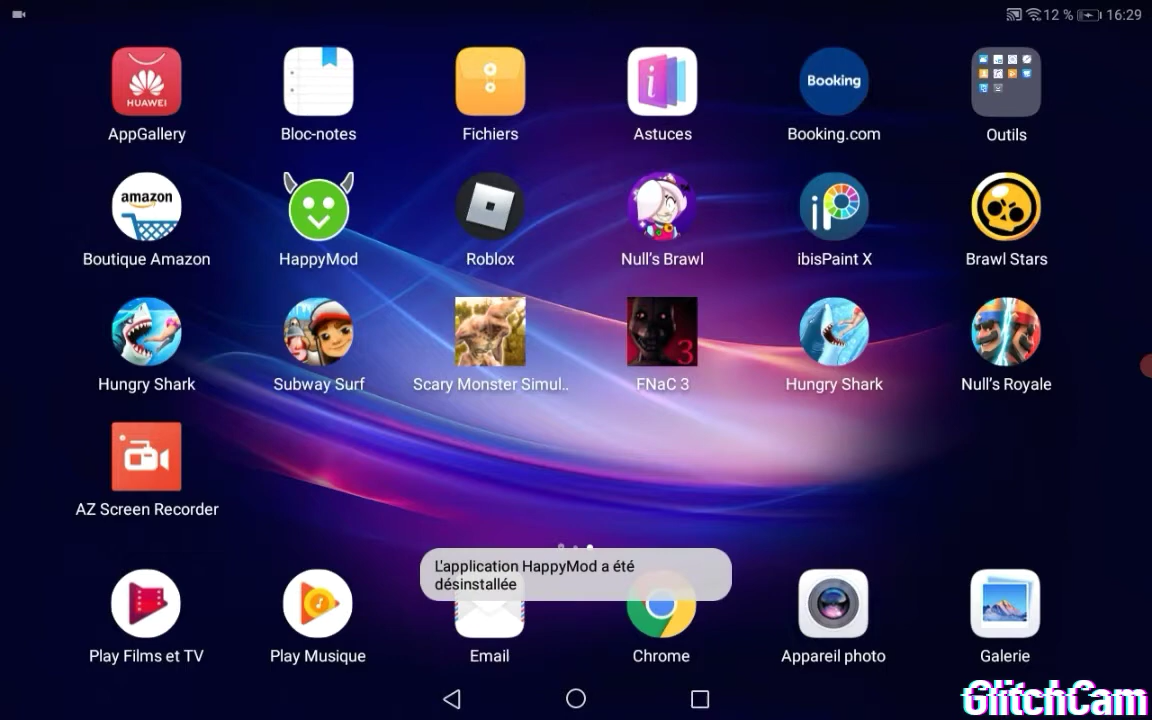 12 % 16:29
HUAWEI
Booking
AppGallery
Bloc-notes
Fichiers
Astuces
Booking.com
Outils
amazon
Boutique Amazon
HappyMod
Roblox
Null's Brawl
ibisPaint X
Brawl Stars
3
Hungry Shark
Subway Surf
Scary Monster Simul..
FNaC 3
Hungry Shark
Null's Royale
AZ Screen Recorder
L'application HappyMod a été
désinstallée
Play Films et TV
Play Musique
Email
Chrome
Appareil photo
Galerie
GlitchCam